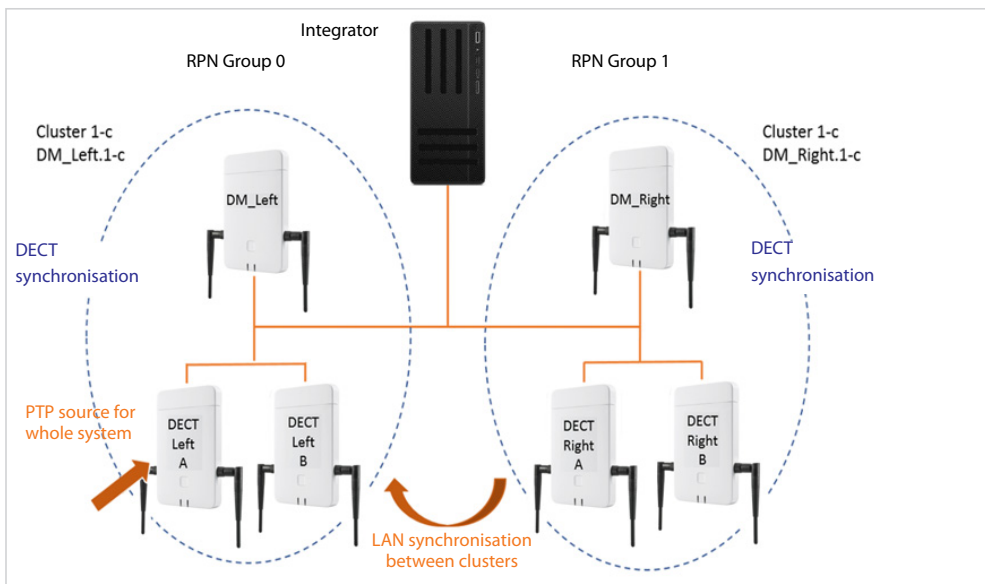 Integrator
RPN Group 0
RPN Group 1
Cluster 1-c
DM_Left.1-c
Cluster 1-c
DM_Right.1-c
DM_Left
DM_Right
DECT
synchronisation
DECT
synchronisation
PTP source for
whole system
DECT
Left
A
DECT
Left
B
DECT
Right
A
DECT
Right
B
LAN synchronisation
between clusters